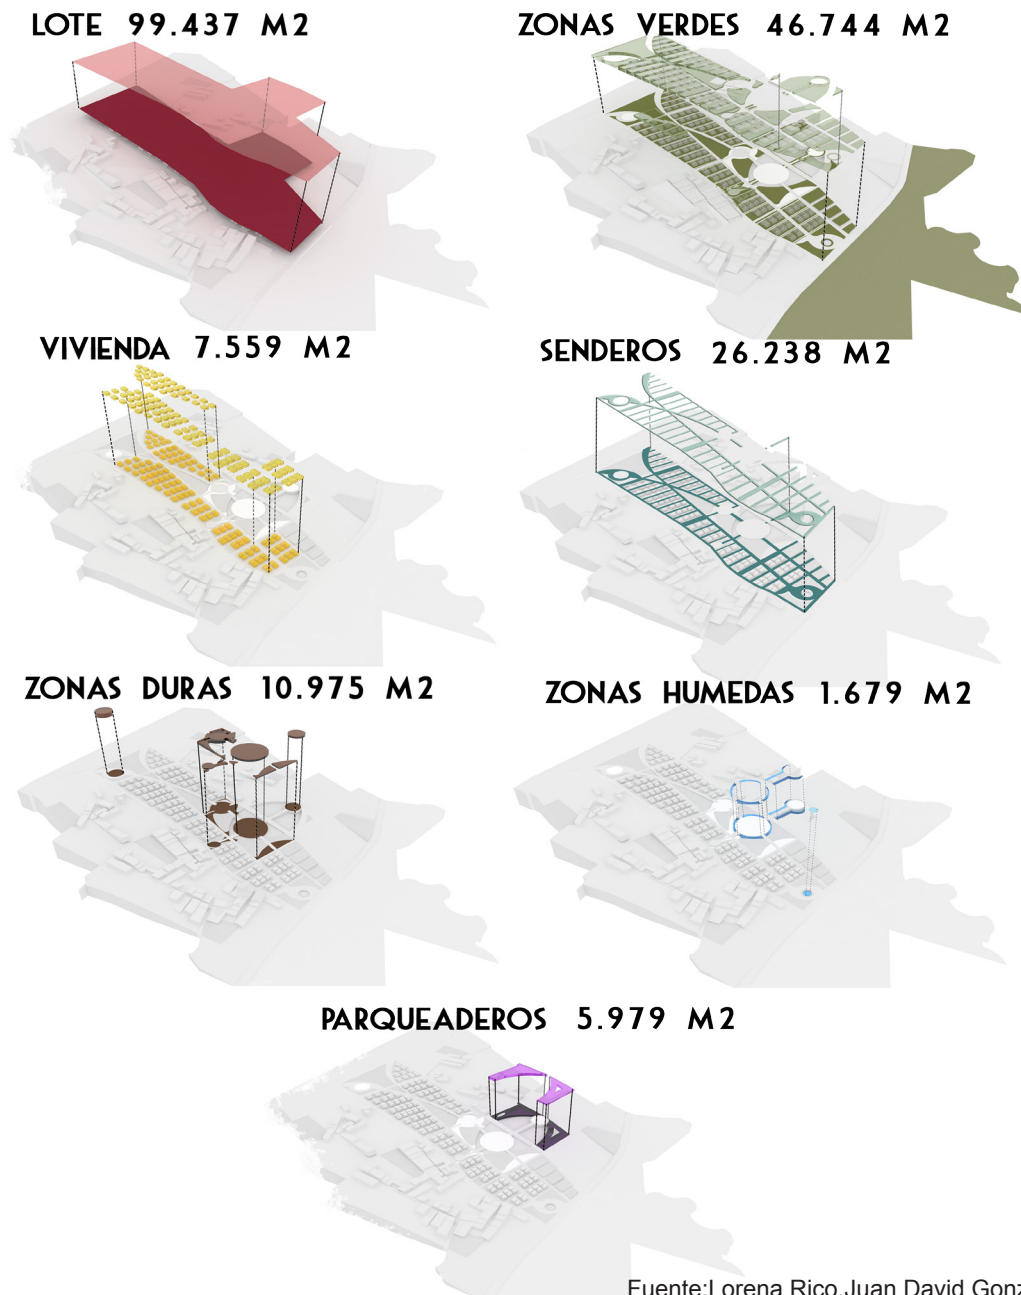 LOTE 99.437 M2
ZONAS VERDES 46.744 M2
VIVIENDA 7.559 M2
SENDEROS 26.238 M2
ZONAS DURAS 10.975 M2
ZONAS HUMEDAS 1.679 M2
PARQUEADEROS 5.979 M2
Fuente:Lorena Rico,Juan David